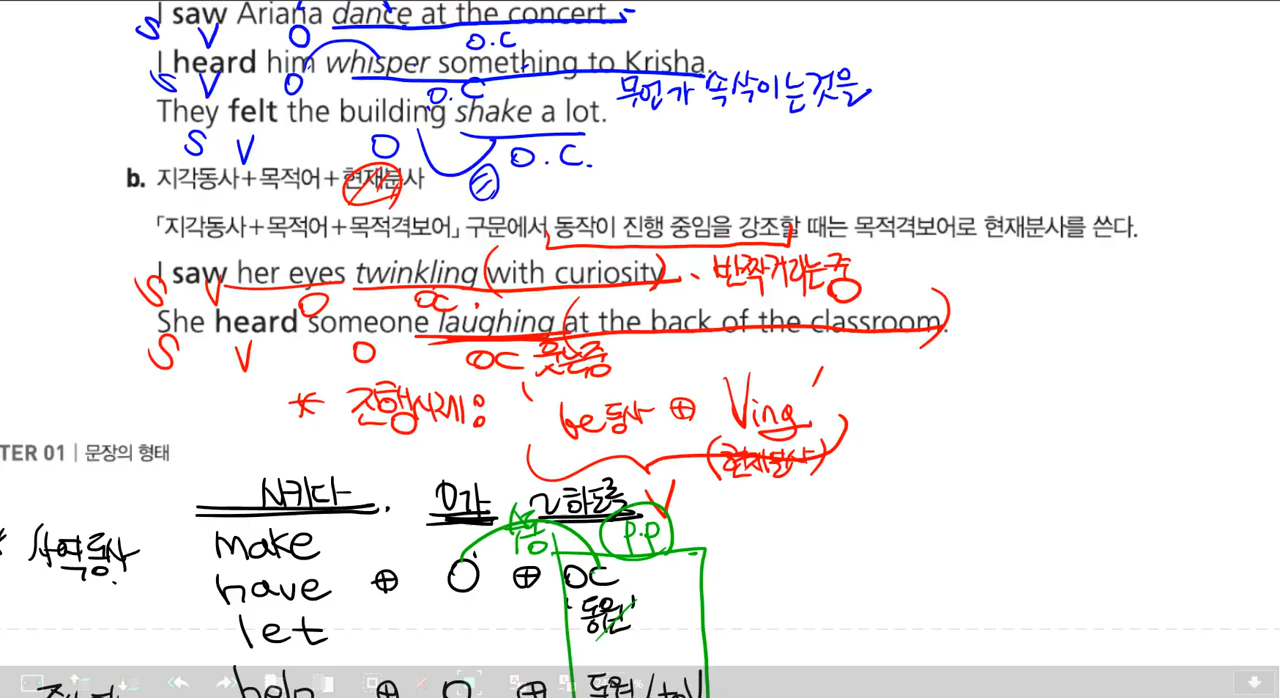 I saw Ariana dance at the concert.
S V O O.C
I heard him whisper something to Krisha.
S V O O.C 무언가 속삭이는것을
They felt the building shake a lot.
S V O O.C.
b. 지각동사+목적어+현재분사
「지각동사+목적어+목적격보어」 구문에서 동작이 진행 중임을 강조할 때는 목적격보어로 현재분사를 쓴다.
I saw her eyes twinkling (with curiosity). 반짝거리는중
S V O OC
She heard someone laughing (at the back of the classroom).
S V O OC 웃는중
* 진행시제: be동사 ⊕ Ving
(현재분사)
TER 01 | 문장의 형태
시키다. O가 ~하도록 V
수동 p.p
* 사역동사 make
have ⊕ O ⊕ OC
let '동원'
help ⊕ O ⊕ 동원/toV